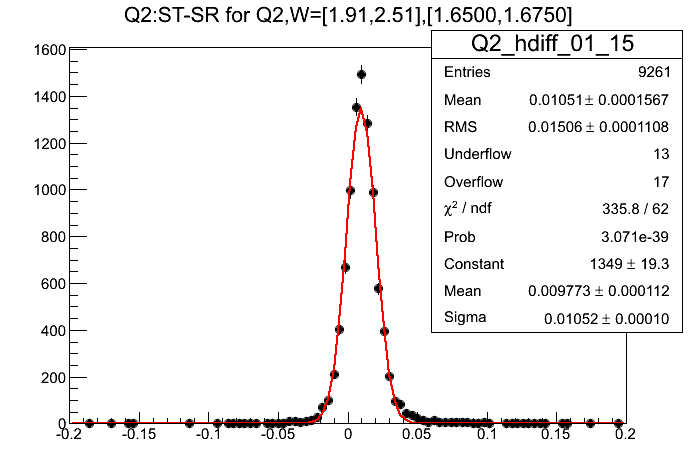 Q2:ST-SR for Q2,W=[1.91,2.51],[1.6500,1.6750]
Q2_hdiff_01_15
Entries 9261
Mean 0.01051± 0.0001567
RMS 0.01506 ± 0.0001108
Underflow 13
Overflow 17
χ² / ndf 335.8 / 62
Prob 3.071e-39
Constant 1349 ± 19.3
Mean 0.009773 ± 0.000112
Sigma 0.01052 ± 0.00010
1600
1400
1200
1000
800
600
400
200
0
-0.2 -0.15 -0.1 -0.05 0 0.05 0.1 0.15 0.2